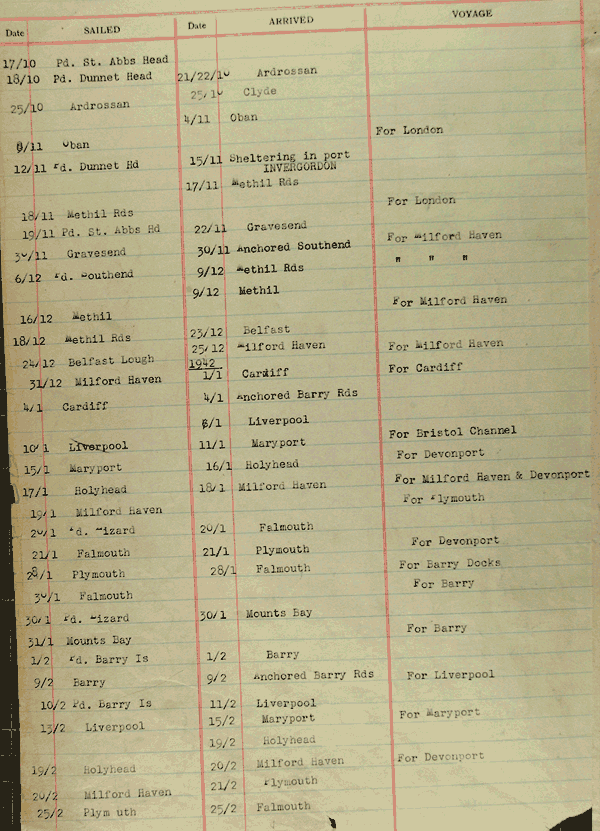 Date SAILED Date ARRIVED VOYAGE
17/10 Pd. St. Abbs Head
18/10 Pd. Dunnet Head 21/22/10 Ardrossan
25/10 Clyde
25/10 Ardrossan
4/11 Oban
For London
8/11 Oban
12/11 Pd. Dunnet Hd 15/11 Sheltering in port
INVERGORDON
17/11 Methil Rds
For London
18/11 Methil Rds
19/11 Pd. St. Abbs Hd 22/11 Gravesend
For Milford Haven
30/11 Gravesend 30/11 Anchored Southend
" " "
6/12 Pd. Southend 9/12 Methil Rds
9/12 Methil
For Milford Haven
16/12 Methil
18/12 Methil Rds 23/12 Belfast
25/12 Milford Haven For Milford Haven
24/12 Belfast Lough 1942
31/12 Milford Haven 1/1 Cardiff For Cardiff
4/1 Cardiff 4/1 Anchored Barry Rds
6/1 Liverpool
10/1 Liverpool 11/1 Maryport For Bristol Channel
15/1 Maryport 16/1 Holyhead For Devonport
17/1 Holyhead 18/1 Milford Haven For Milford Haven & Devonport
For Plymouth
19/1 Milford Haven
20/1 Pd. Lizard 20/1 Falmouth
21/1 Falmouth 21/1 Plymouth For Devonport
28/1 Plymouth 28/1 Falmouth For Barry Docks
For Barry
30/1 Falmouth
30/1 Pd. Lizard 30/1 Mounts Bay
For Barry
31/1 Mounts Bay
1/2 Pd. Barry Is 1/2 Barry
9/2 Barry 9/2 Anchored Barry Rds For Liverpool
10/2 Pd. Barry Is 11/2 Liverpool
13/2 Liverpool 15/2 Maryport For Maryport
19/2 Holyhead
19/2 Holyhead 20/2 Milford Haven For Devonport
20/2 Milford Haven 21/2 Plymouth
25/2 Plym uth 25/2 Falmouth